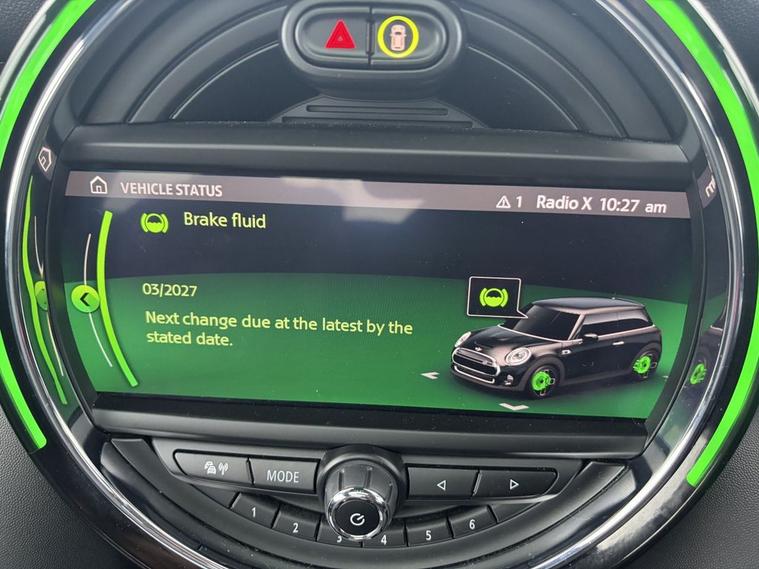 VEHICLE STATUS
1 Radio X 10:27 am
Brake fluid
03/2027
Next change due at the latest by the
stated date.
MODE
1 2 3 4 5 6